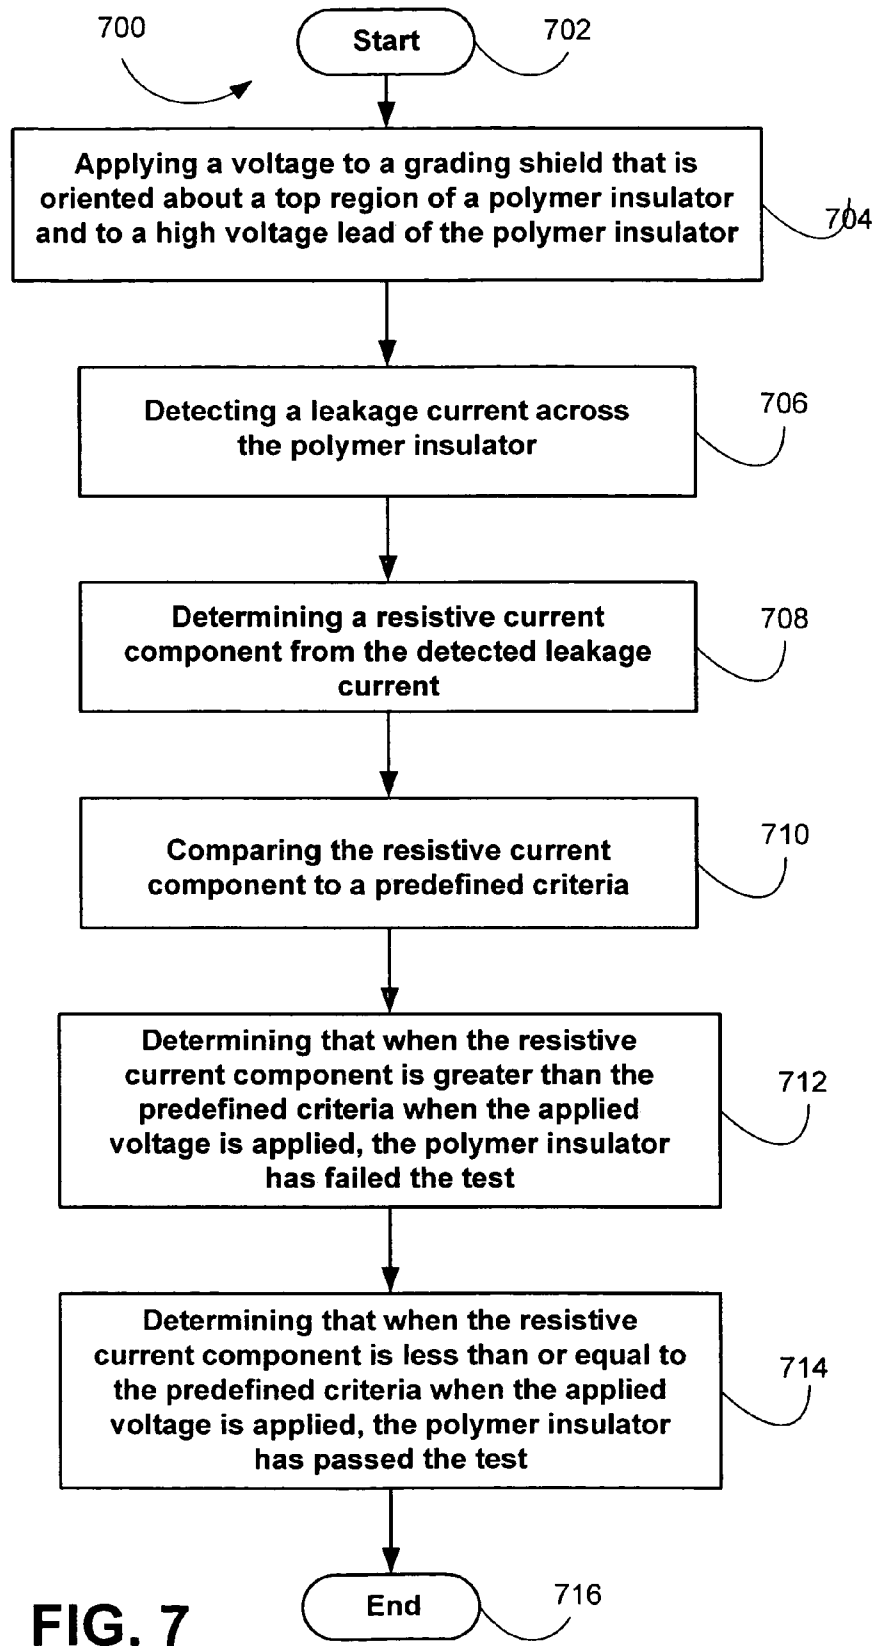 700
Start
702
Applying a voltage to a grading shield that is
oriented about a top region of a polymer insulator
and to a high voltage lead of the polymer insulator
704
Detecting a leakage current across
the polymer insulator
706
Determining a resistive current
component from the detected leakage
current
708
Comparing the resistive current
component to a predefined criteria
710
Determining that when the resistive
current component is greater than the
predefined criteria when the applied
voltage is applied, the polymer insulator
has failed the test
712
Determining that when the resistive
current component is less than or equal to
the predefined criteria when the applied
voltage is applied, the polymer insulator
has passed the test
714
End
716
FIG. 7